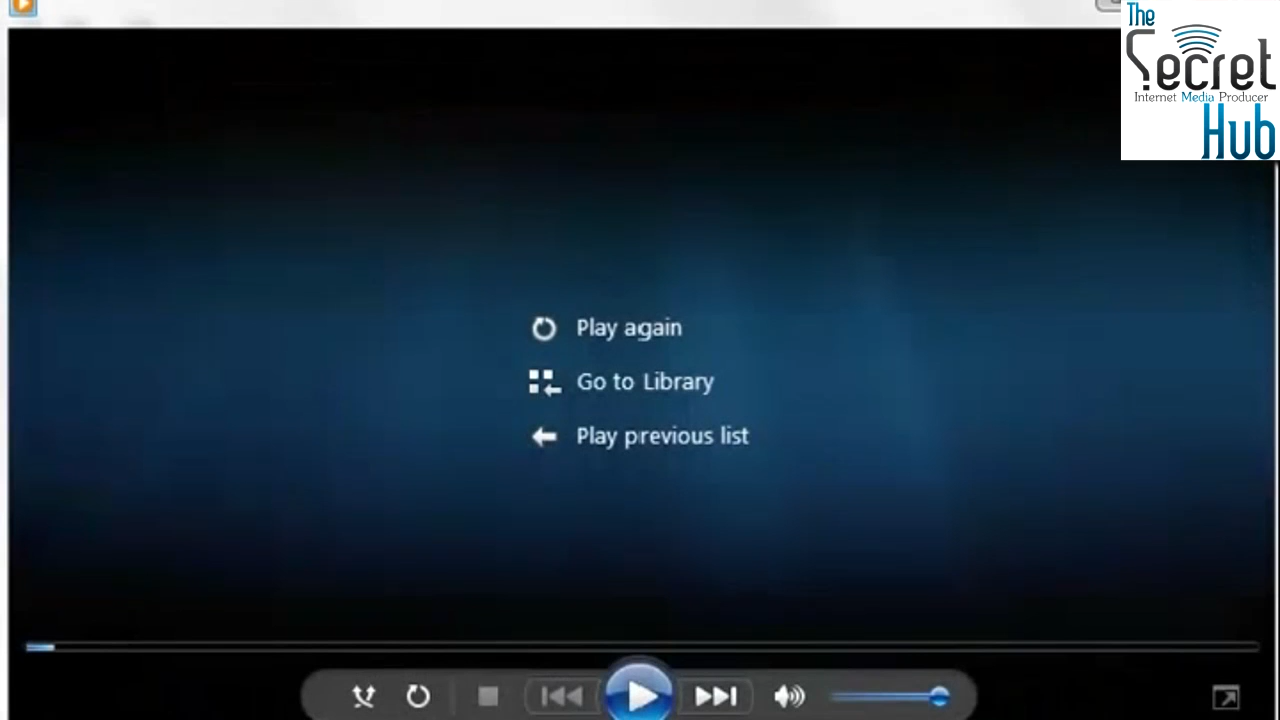 The
Secret
Internet Media Producer
Hub
Play again
Go to Library
Play previous list